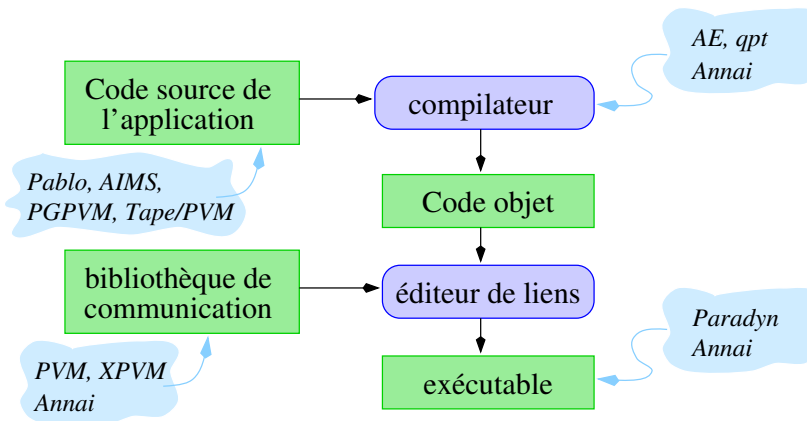 AE, qpt
Annai
Code source de
l'application
compilateur
Pablo, AIMS,
PGPVM, Tape/PVM
Code objet
bibliothèque de
communication
éditeur de liens
Paradyn
Annai
PVM, XPVM
Annai
exécutable